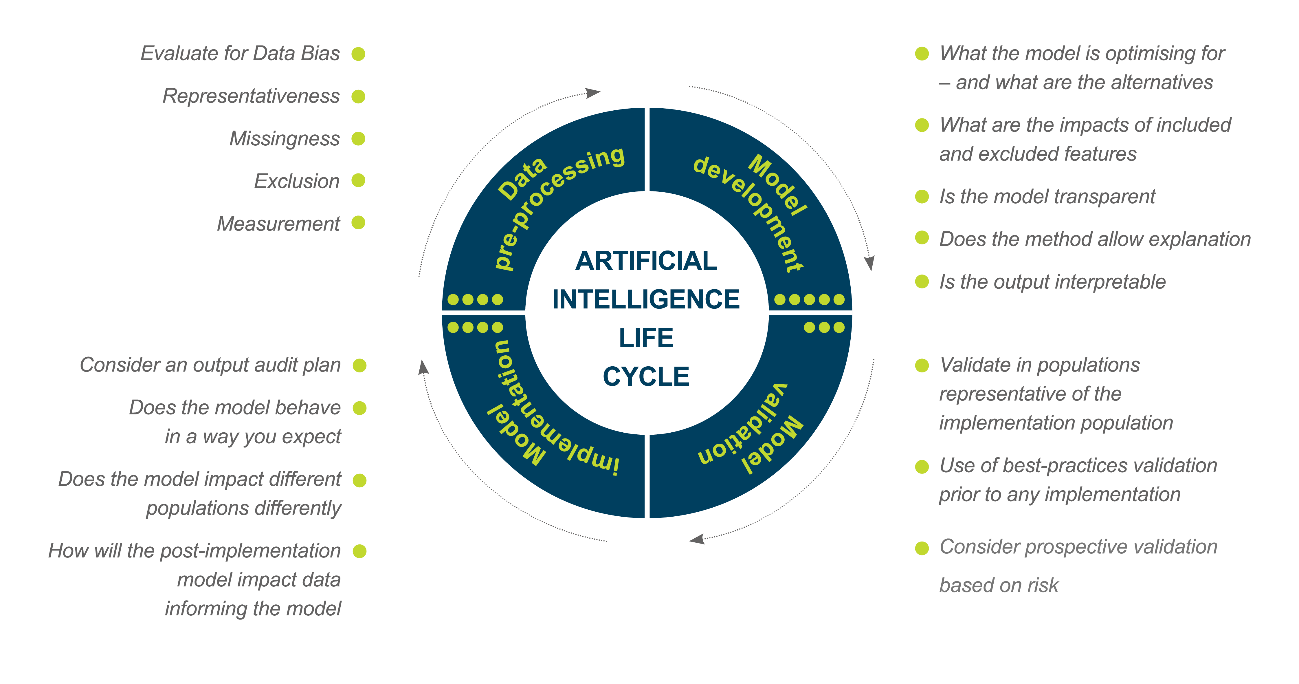 Evaluate for Data Bias
Representativeness
Missingness
Exclusion
Measurement
What the model is optimising for
– and what are the alternatives
What are the impacts of included
and excluded features
Is the model transparent
Does the method allow explanation
Is the output interpretable
Data
pre-processing
Model
development
ARTIFICIAL
INTELLIGENCE
LIFE
CYCLE
Model
implementation
Model
validation
Consider an output audit plan
Does the model behave
in a way you expect
Does the model impact different
populations differently
How will the post-implementation
model impact data
informing the model
Validate in populations
representative of the
implementation population
Use of best-practices validation
prior to any implementation
Consider prospective validation
based on risk